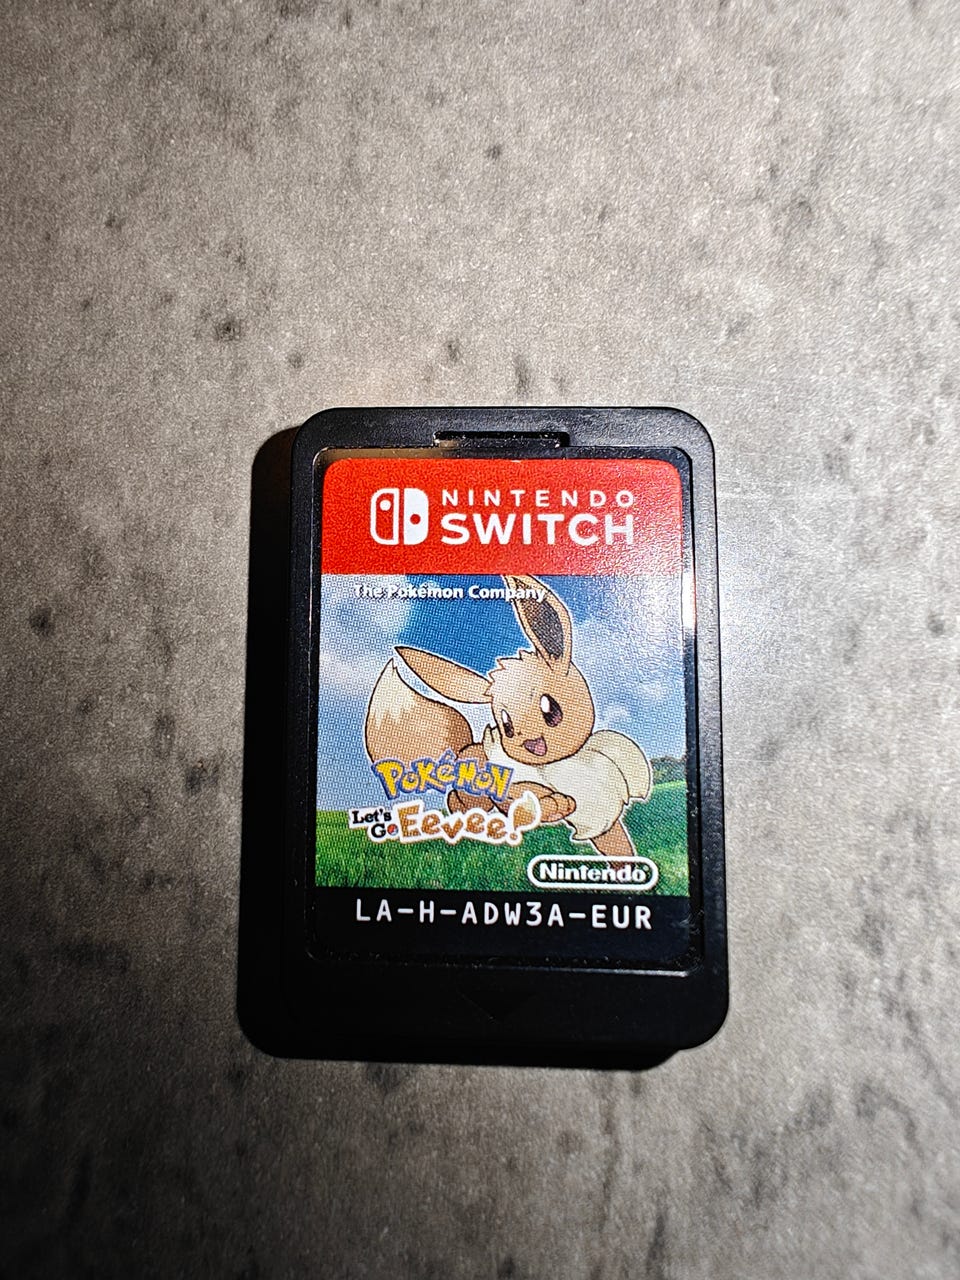 NINTENDO
SWITCH
The Pokémon Company
POKéMON
Let's
Go Eevee!
Nintendo
LA-H-ADW3A-EUR